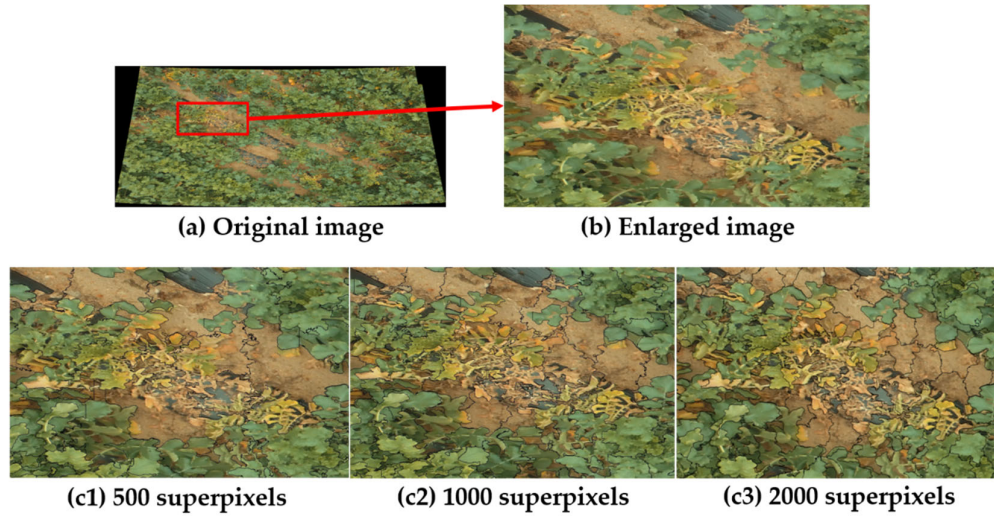 (a) Original image
(b) Enlarged image
(c1) 500 superpixels
(c2) 1000 superpixels
(c3) 2000 superpixels